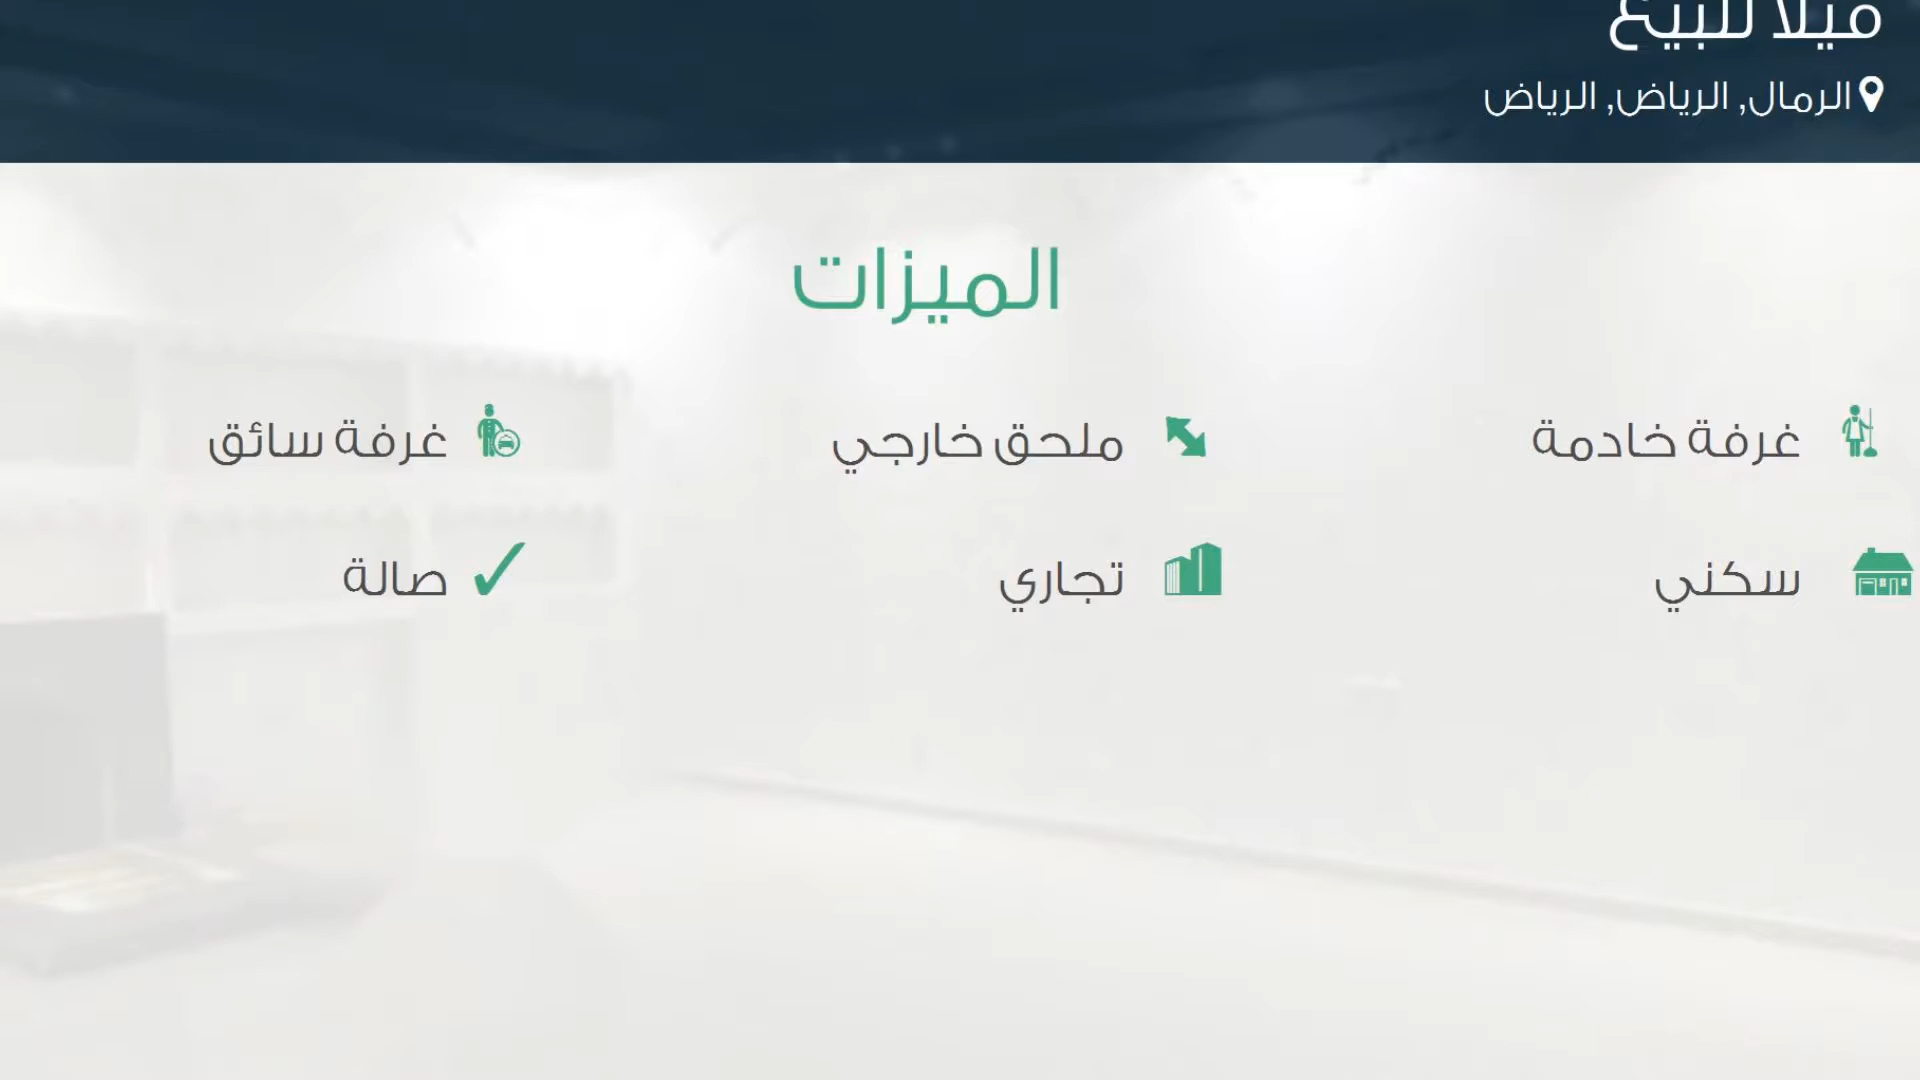 فيلا للبيع
الرمال, الرياض, الرياض
الميزات
غرفة خادمة
ملحق خارجي
غرفة سائق
سكني
تجاري
صالة